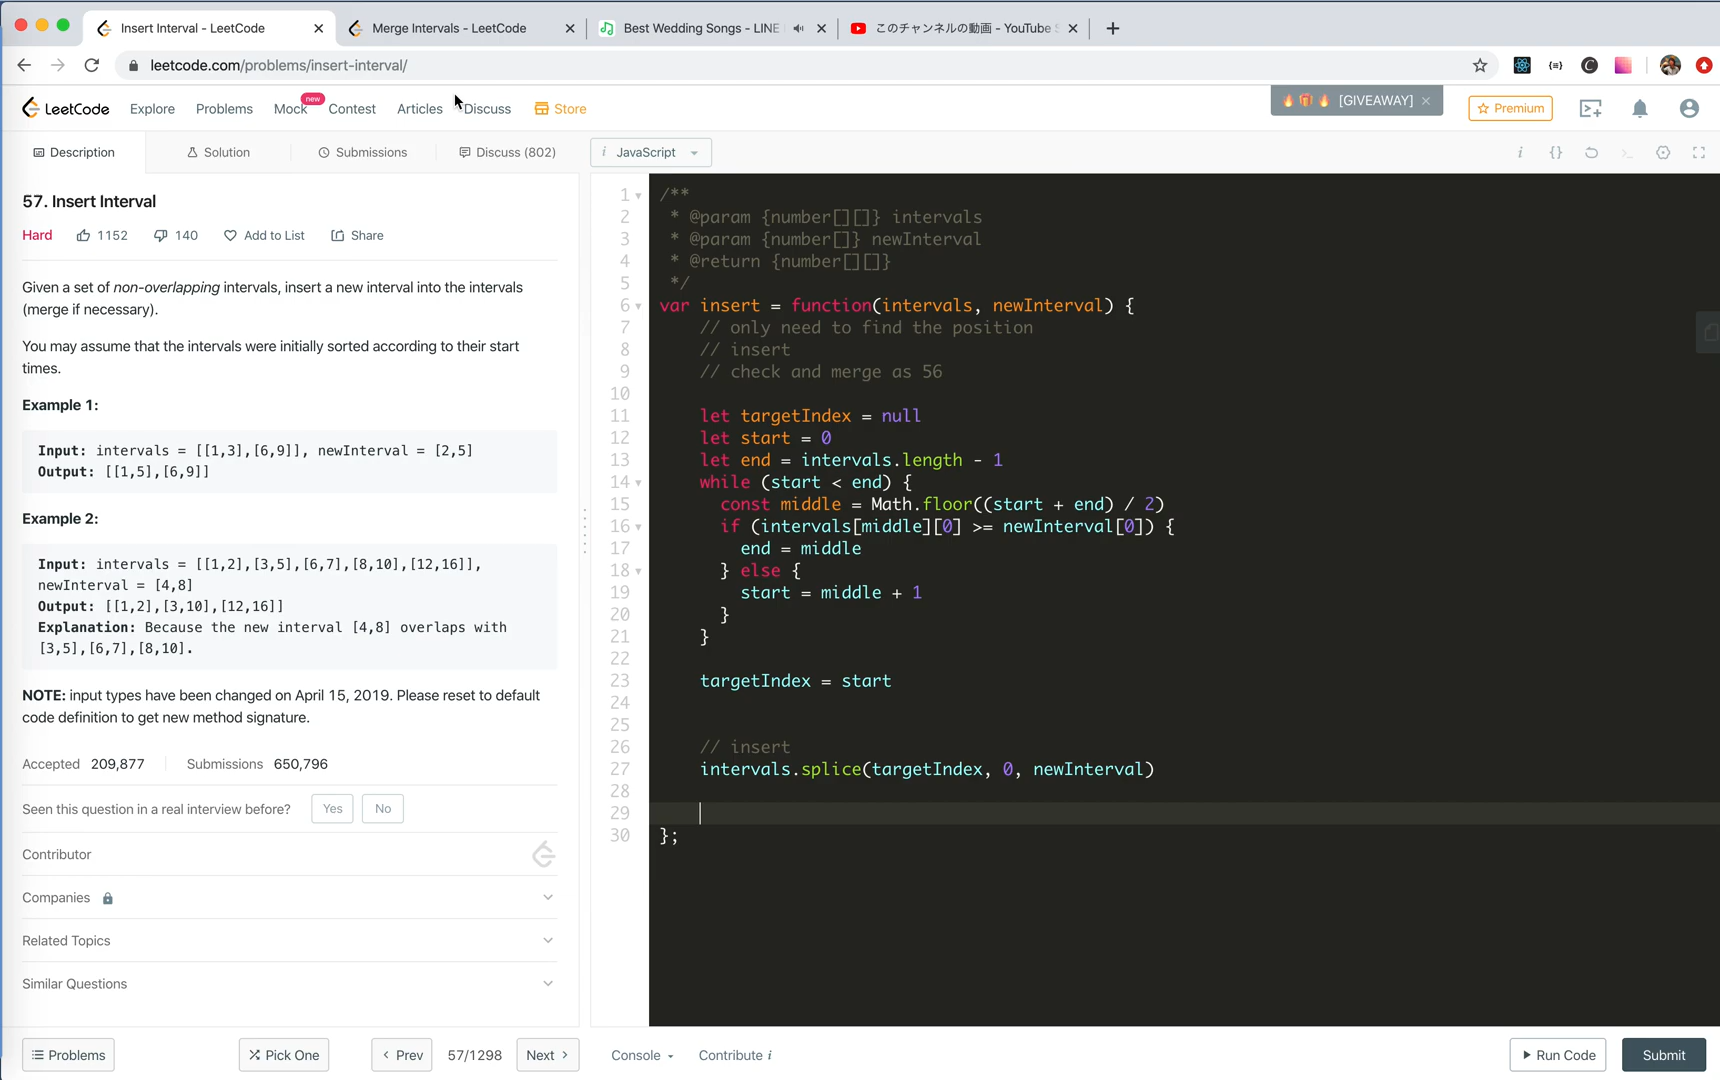 Insert Interval - LeetCode
Merge Intervals - LeetCode
Best Wedding Songs - LINE
このチャンネルの動画 - YouTube
leetcode.com/problems/insert-interval/
LeetCode Explore Problems Mock new Contest Articles Discuss Store
[GIVEAWAY] ×
Premium
Description Solution Submissions Discuss (802)
i JavaScript
57. Insert Interval
Hard 1152 140 Add to List Share
Given a set of non-overlapping intervals, insert a new interval into the intervals
(merge if necessary).
You may assume that the intervals were initially sorted according to their start
times.
Example 1:
Input: intervals = [[1,3],[6,9]], newInterval = [2,5]
Output: [[1,5],[6,9]]
Example 2:
Input: intervals = [[1,2],[3,5],[6,7],[8,10],[12,16]],
newInterval = [4,8]
Output: [[1,2],[3,10],[12,16]]
Explanation: Because the new interval [4,8] overlaps with
[3,5],[6,7],[8,10].
NOTE: input types have been changed on April 15, 2019. Please reset to default
code definition to get new method signature.
Accepted 209,877 Submissions 650,796
Seen this question in a real interview before? Yes No
Contributor
Companies
Related Topics
Similar Questions
1 /**
2 * @param {number[][]} intervals
3 * @param {number[]} newInterval
4 * @return {number[][]}
5 */
6 var insert = function(intervals, newInterval) {
7 // only need to find the position
8 // insert
9 // check and merge as 56
10
11 let targetIndex = null
12 let start = 0
13 let end = intervals.length - 1
14 while (start < end) {
15 const middle = Math.floor((start + end) / 2)
16 if (intervals[middle][0] >= newInterval[0]) {
17 end = middle
18 } else {
19 start = middle + 1
20 }
21 }
22
23 targetIndex = start
24
25
26 // insert
27 intervals.splice(targetIndex, 0, newInterval)
28
29
30 };
Problems Pick One Prev 57/1298 Next
Console Contribute i
Run Code Submit